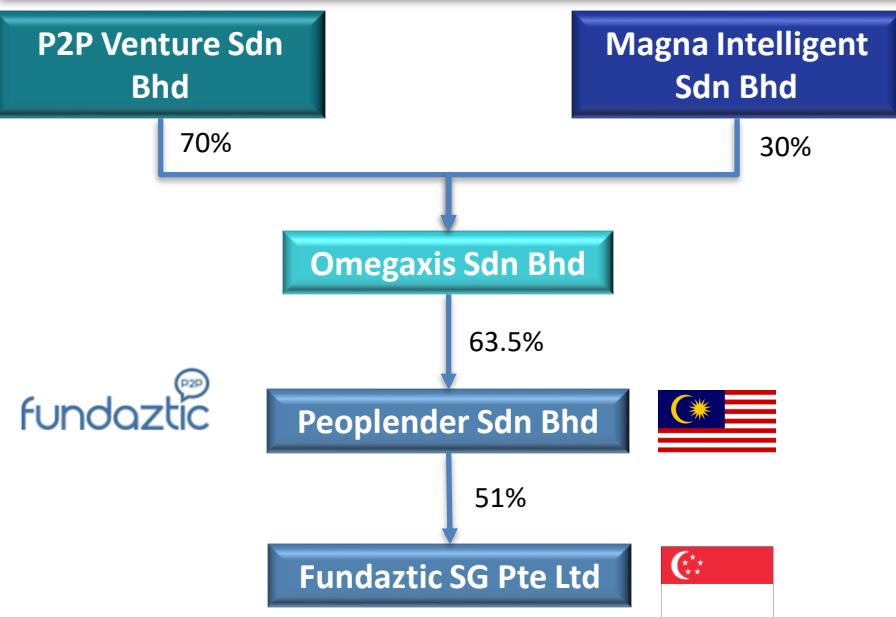 P2P Venture Sdn
Bhd
Magna Intelligent
Sdn Bhd
70%
30%
Omegaxis Sdn Bhd
63.5%
P2P
fundaztic
Peoplender Sdn Bhd
51%
Fundaztic SG Pte Ltd